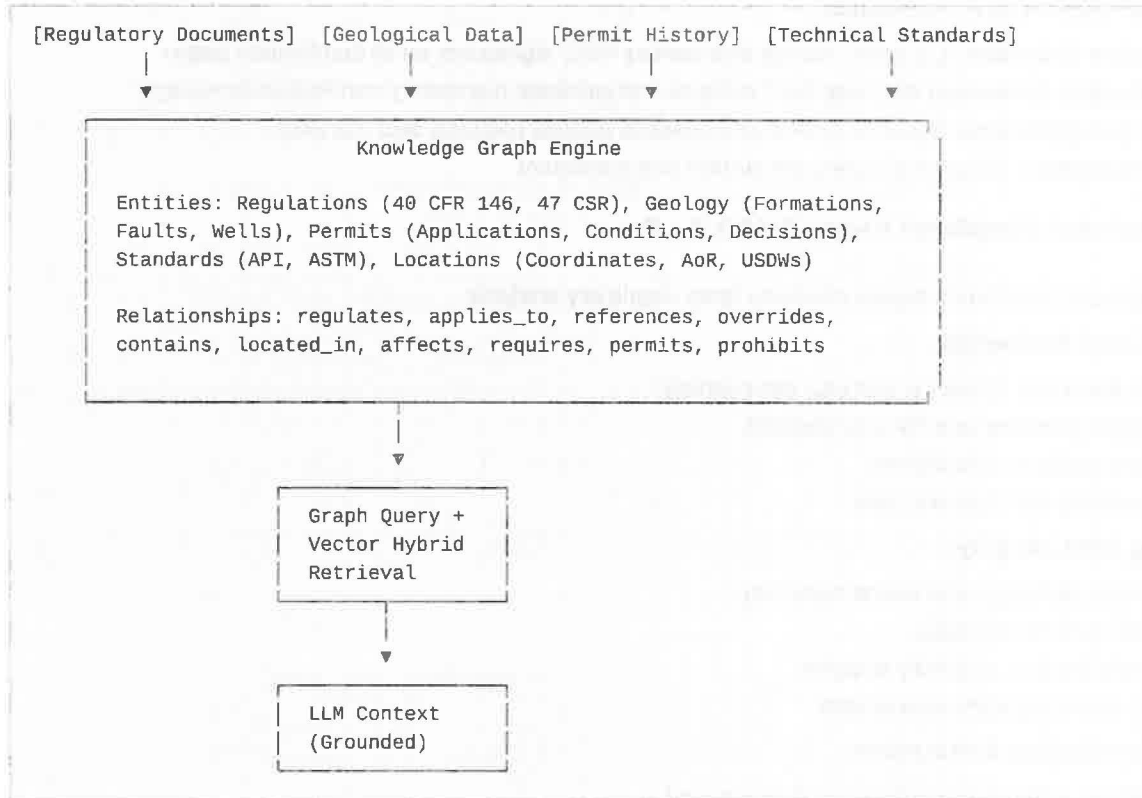 [Regulatory Documents] [Geological Data] [Permit History] [Technical Standards]
Knowledge Graph Engine
Entities: Regulations (40 CFR 146, 47 CSR), Geology (Formations,
Faults, Wells), Permits (Applications, Conditions, Decisions),
Standards (API, ASTM), Locations (Coordinates, AoR, USDWs)
Relationships: regulates, applies_to, references, overrides,
contains, located_in, affects, requires, permits, prohibits
Graph Query +
Vector Hybrid
Retrieval
LLM Context
(Grounded)